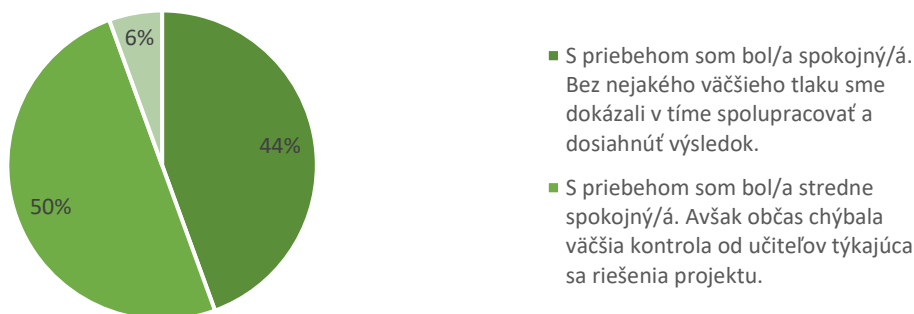 6%
44%
50%
S priebehom som bol/a spokojný/á.
Bez nejakého väčšieho tlaku sme
dokázali v tíme spolupracovať a
dosiahnúť výsledok.
S priebehom som bol/a stredne
spokojný/á. Avšak občas chýbala
väčšia kontrola od učiteľov týkajúca
sa riešenia projektu.